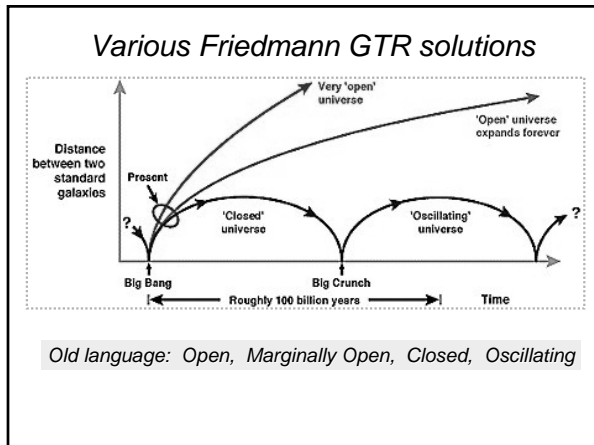 Various Friedmann GTR solutions
Very 'open'
universe
'Open' universe
expands forever
Distance
between two
standard
galaxies
Present
?
'Closed'
universe
'Oscillating'
universe
?
Big Bang
Big Crunch
Roughly 100 billion years
Time
Old language: Open, Marginally Open, Closed, Oscillating